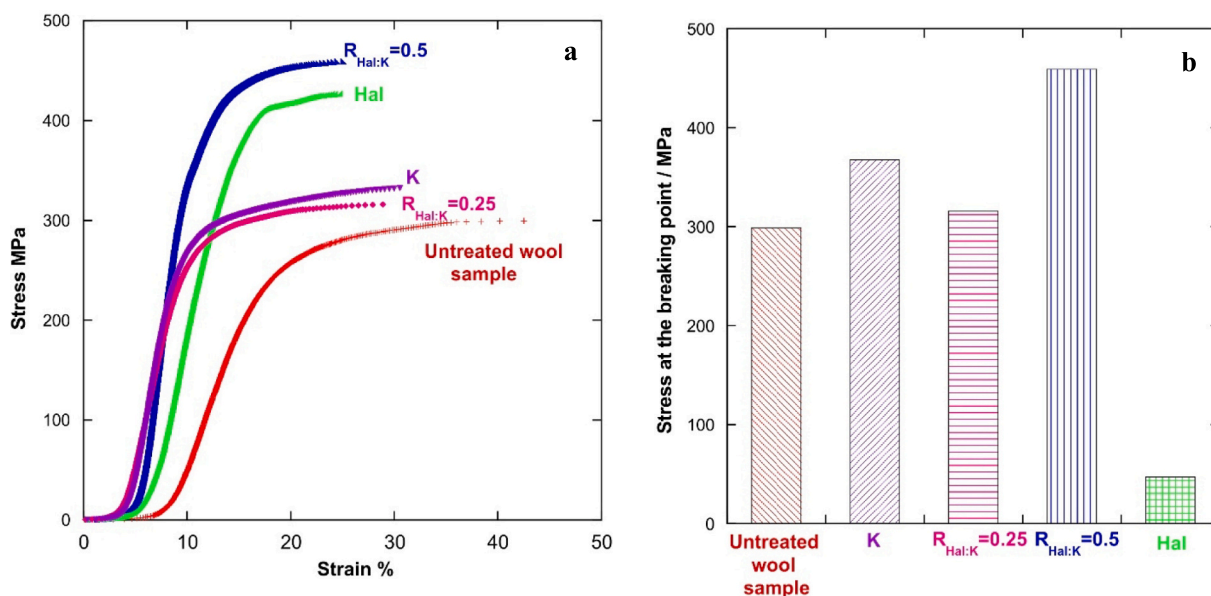 a
500
400
300
200
100
0
Stress MPa
R Hal:K =0.5
Hal
K
R Hal:K =0.25
Untreated wool
sample
0 10 20 30 40 50
Strain %
b
500
400
300
200
100
0
Stress at the breaking point / MPa
Untreated
wool
sample
K
R Hal:K =0.25
R Hal:K =0.5
Hal